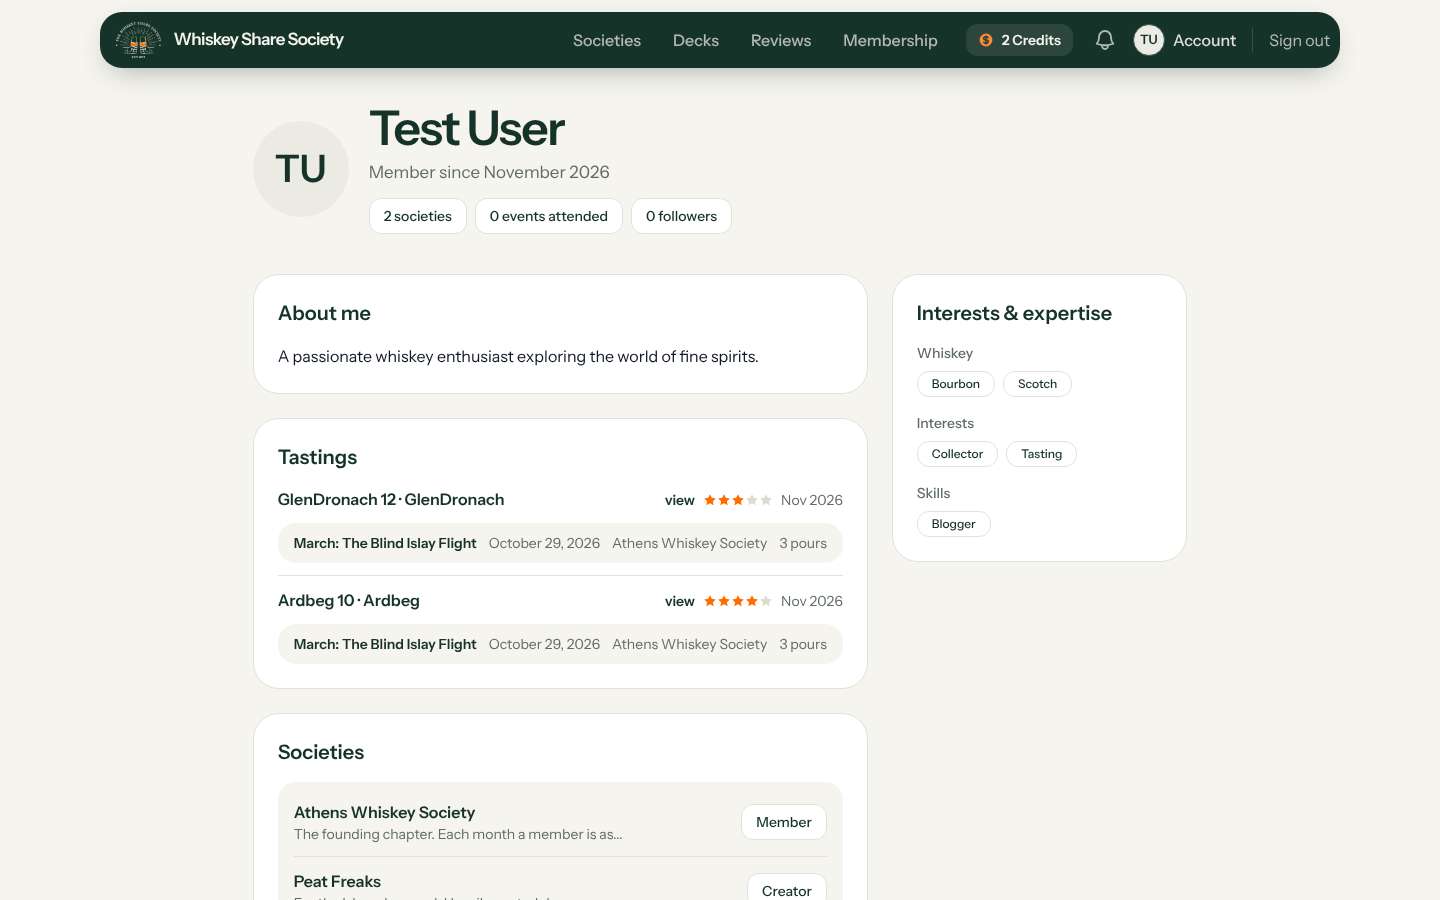 Whiskey Share Society
Societies
Decks
Reviews
Membership
2 Credits
TU
Account
Sign out
TU
Test User
Member since November 2026
2 societies
0 events attended
0 followers
About me
A passionate whiskey enthusiast exploring the world of fine spirits.
Tastings
GlenDronach 12 · GlenDronach
view
Nov 2026
March: The Blind Islay Flight October 29, 2026 Athens Whiskey Society 3 pours
Ardbeg 10 · Ardbeg
view
Nov 2026
March: The Blind Islay Flight October 29, 2026 Athens Whiskey Society 3 pours
Societies
Athens Whiskey Society
The founding chapter. Each month a member is as...
Member
Peat Freaks
Creator
Interests & expertise
Whiskey
Bourbon
Scotch
Interests
Collector
Tasting
Skills
Blogger